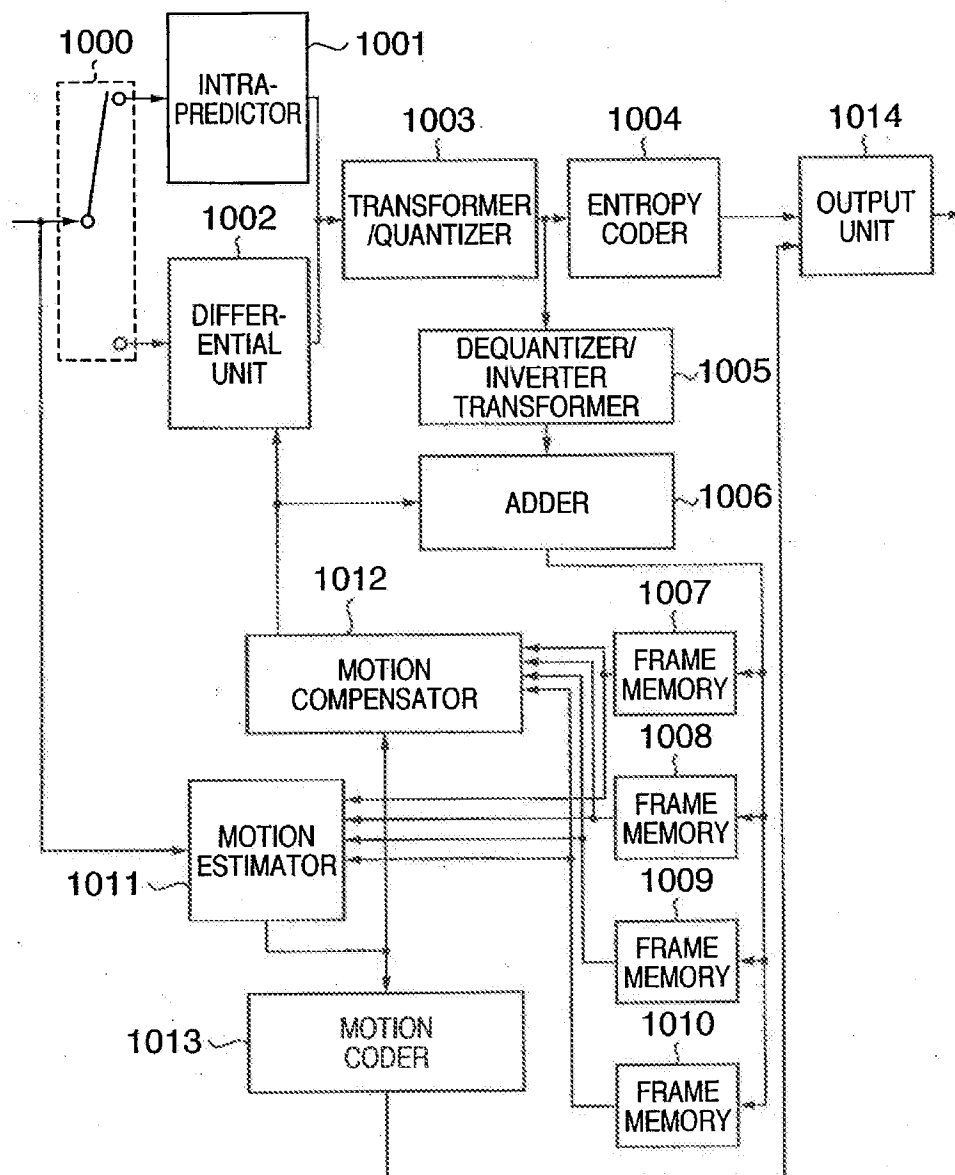 1000
1001
INTRA-
PREDICTOR
1003
1004
1014
TRANSFORMER
/QUANTIZER
ENTROPY
CODER
OUTPUT
UNIT
1002
DIFFER-
ENTIAL
UNIT
DEQUANTIZER/
INVERTER
TRANSFORMER
1005
ADDER
1006
1012
MOTION
COMPENSATOR
1007
FRAME
MEMORY
1008
FRAME
MEMORY
MOTION
ESTIMATOR
1011
1009
FRAME
MEMORY
1013
MOTION
CODER
1010
FRAME
MEMORY